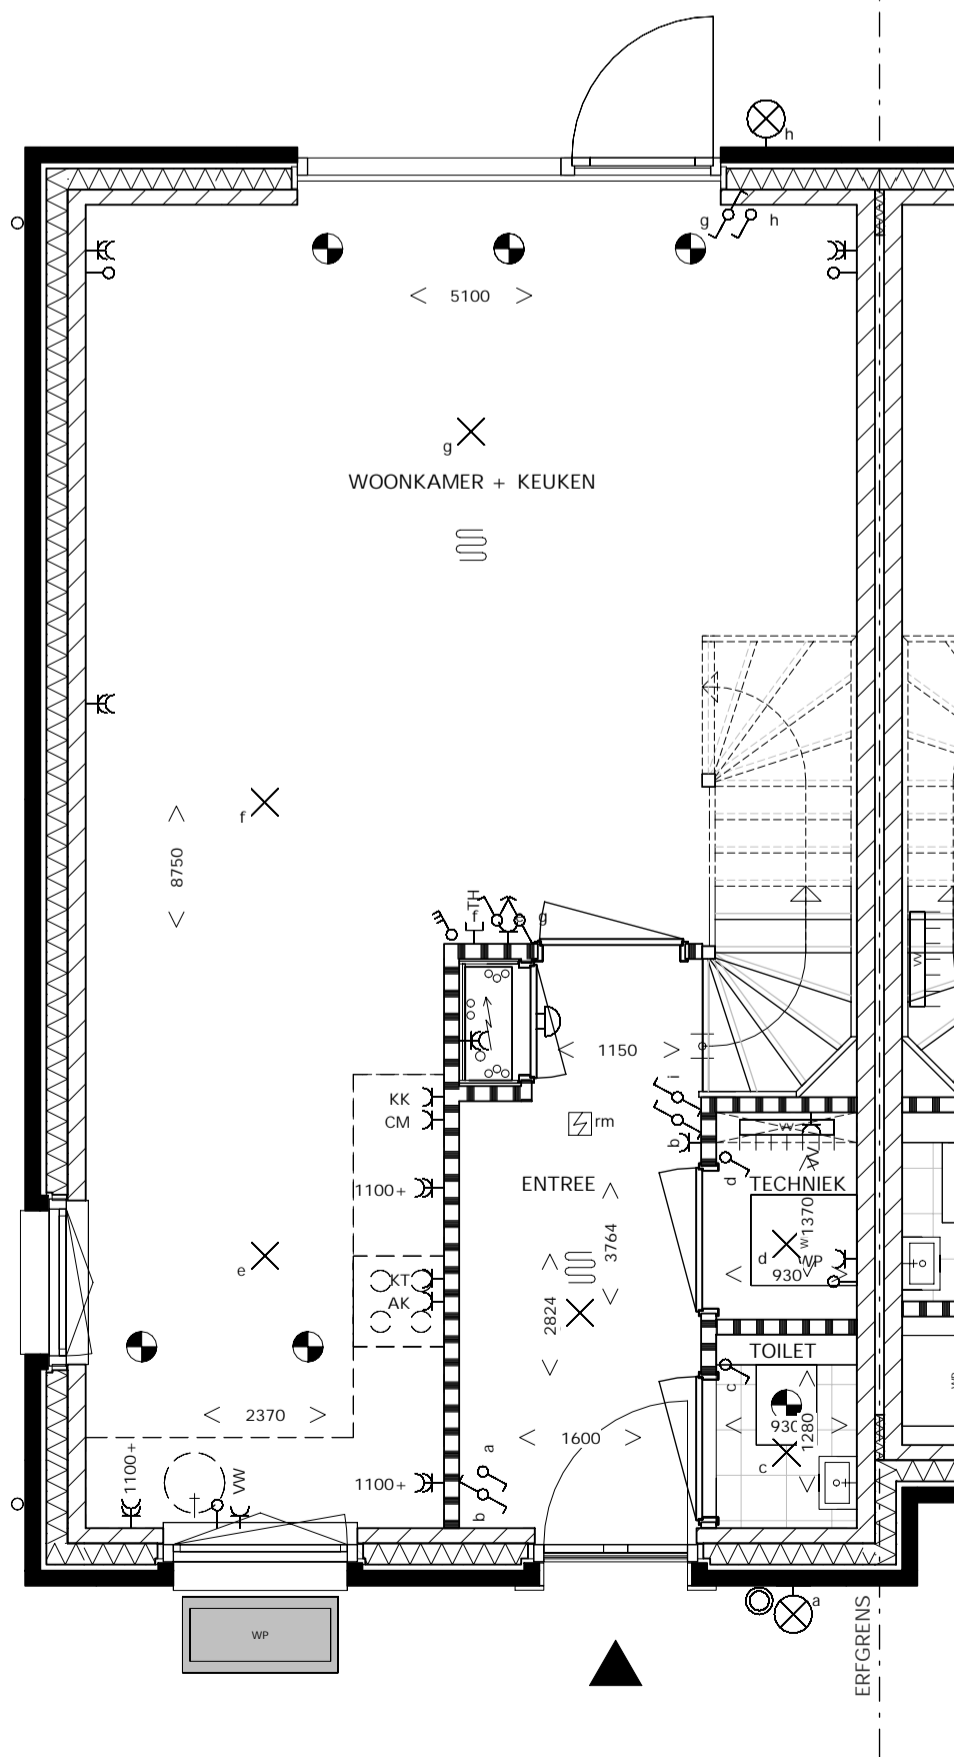 h
g
h
5100
g
WOONKAMER + KEUKEN
f
8750
TH
f
g
1150
i
KK
CM
rm
b
W
W
VA
d
1100+
ENTREE
TECHNIEK
1370
3764
W
d
WP
930
e
KT
AK
2824
TOILET
c
2370
930
1280
1600
a
c
1100+
VW
1100+
b
a
WP
ERFGRENS